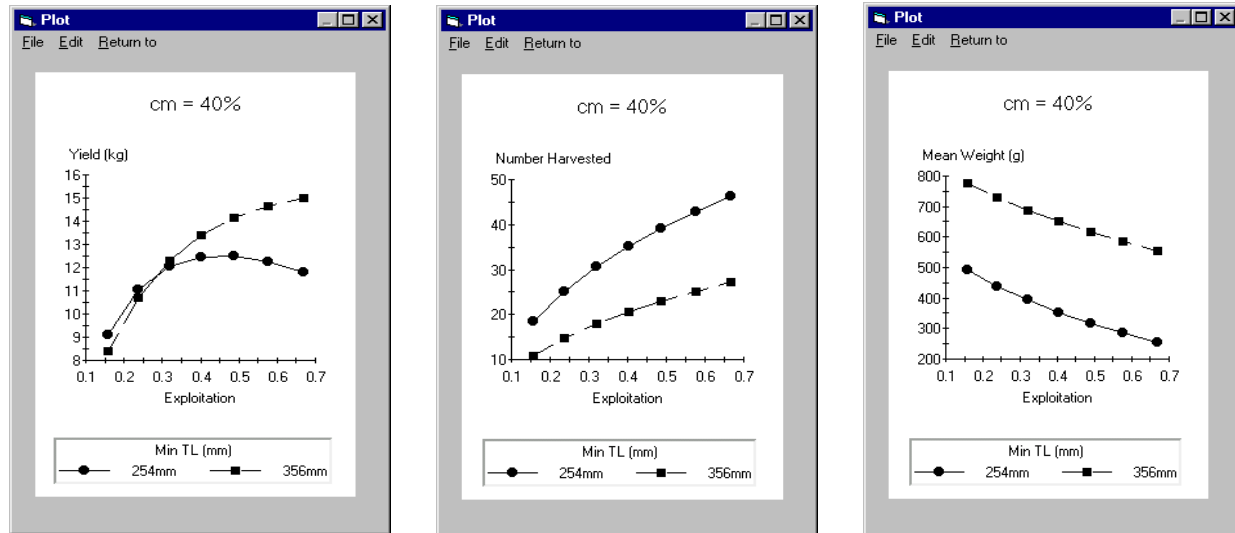 Plot
File Edit Return to
cm = 40%
Yield (kg)
16
15
14
13
12
11
10
9
8
0.1 0.2 0.3 0.4 0.5 0.6 0.7
Exploitation
Min TL (mm)
254mm 356mm
Plot
File Edit Return to
cm = 40%
Number Harvested
50
40
30
20
10
0.1 0.2 0.3 0.4 0.5 0.6 0.7
Exploitation
Min TL (mm)
254mm 356mm
Plot
File Edit Return to
cm = 40%
Mean Weight (g)
800
700
600
500
400
300
200
0.1 0.2 0.3 0.4 0.5 0.6 0.7
Exploitation
Min TL (mm)
254mm 356mm